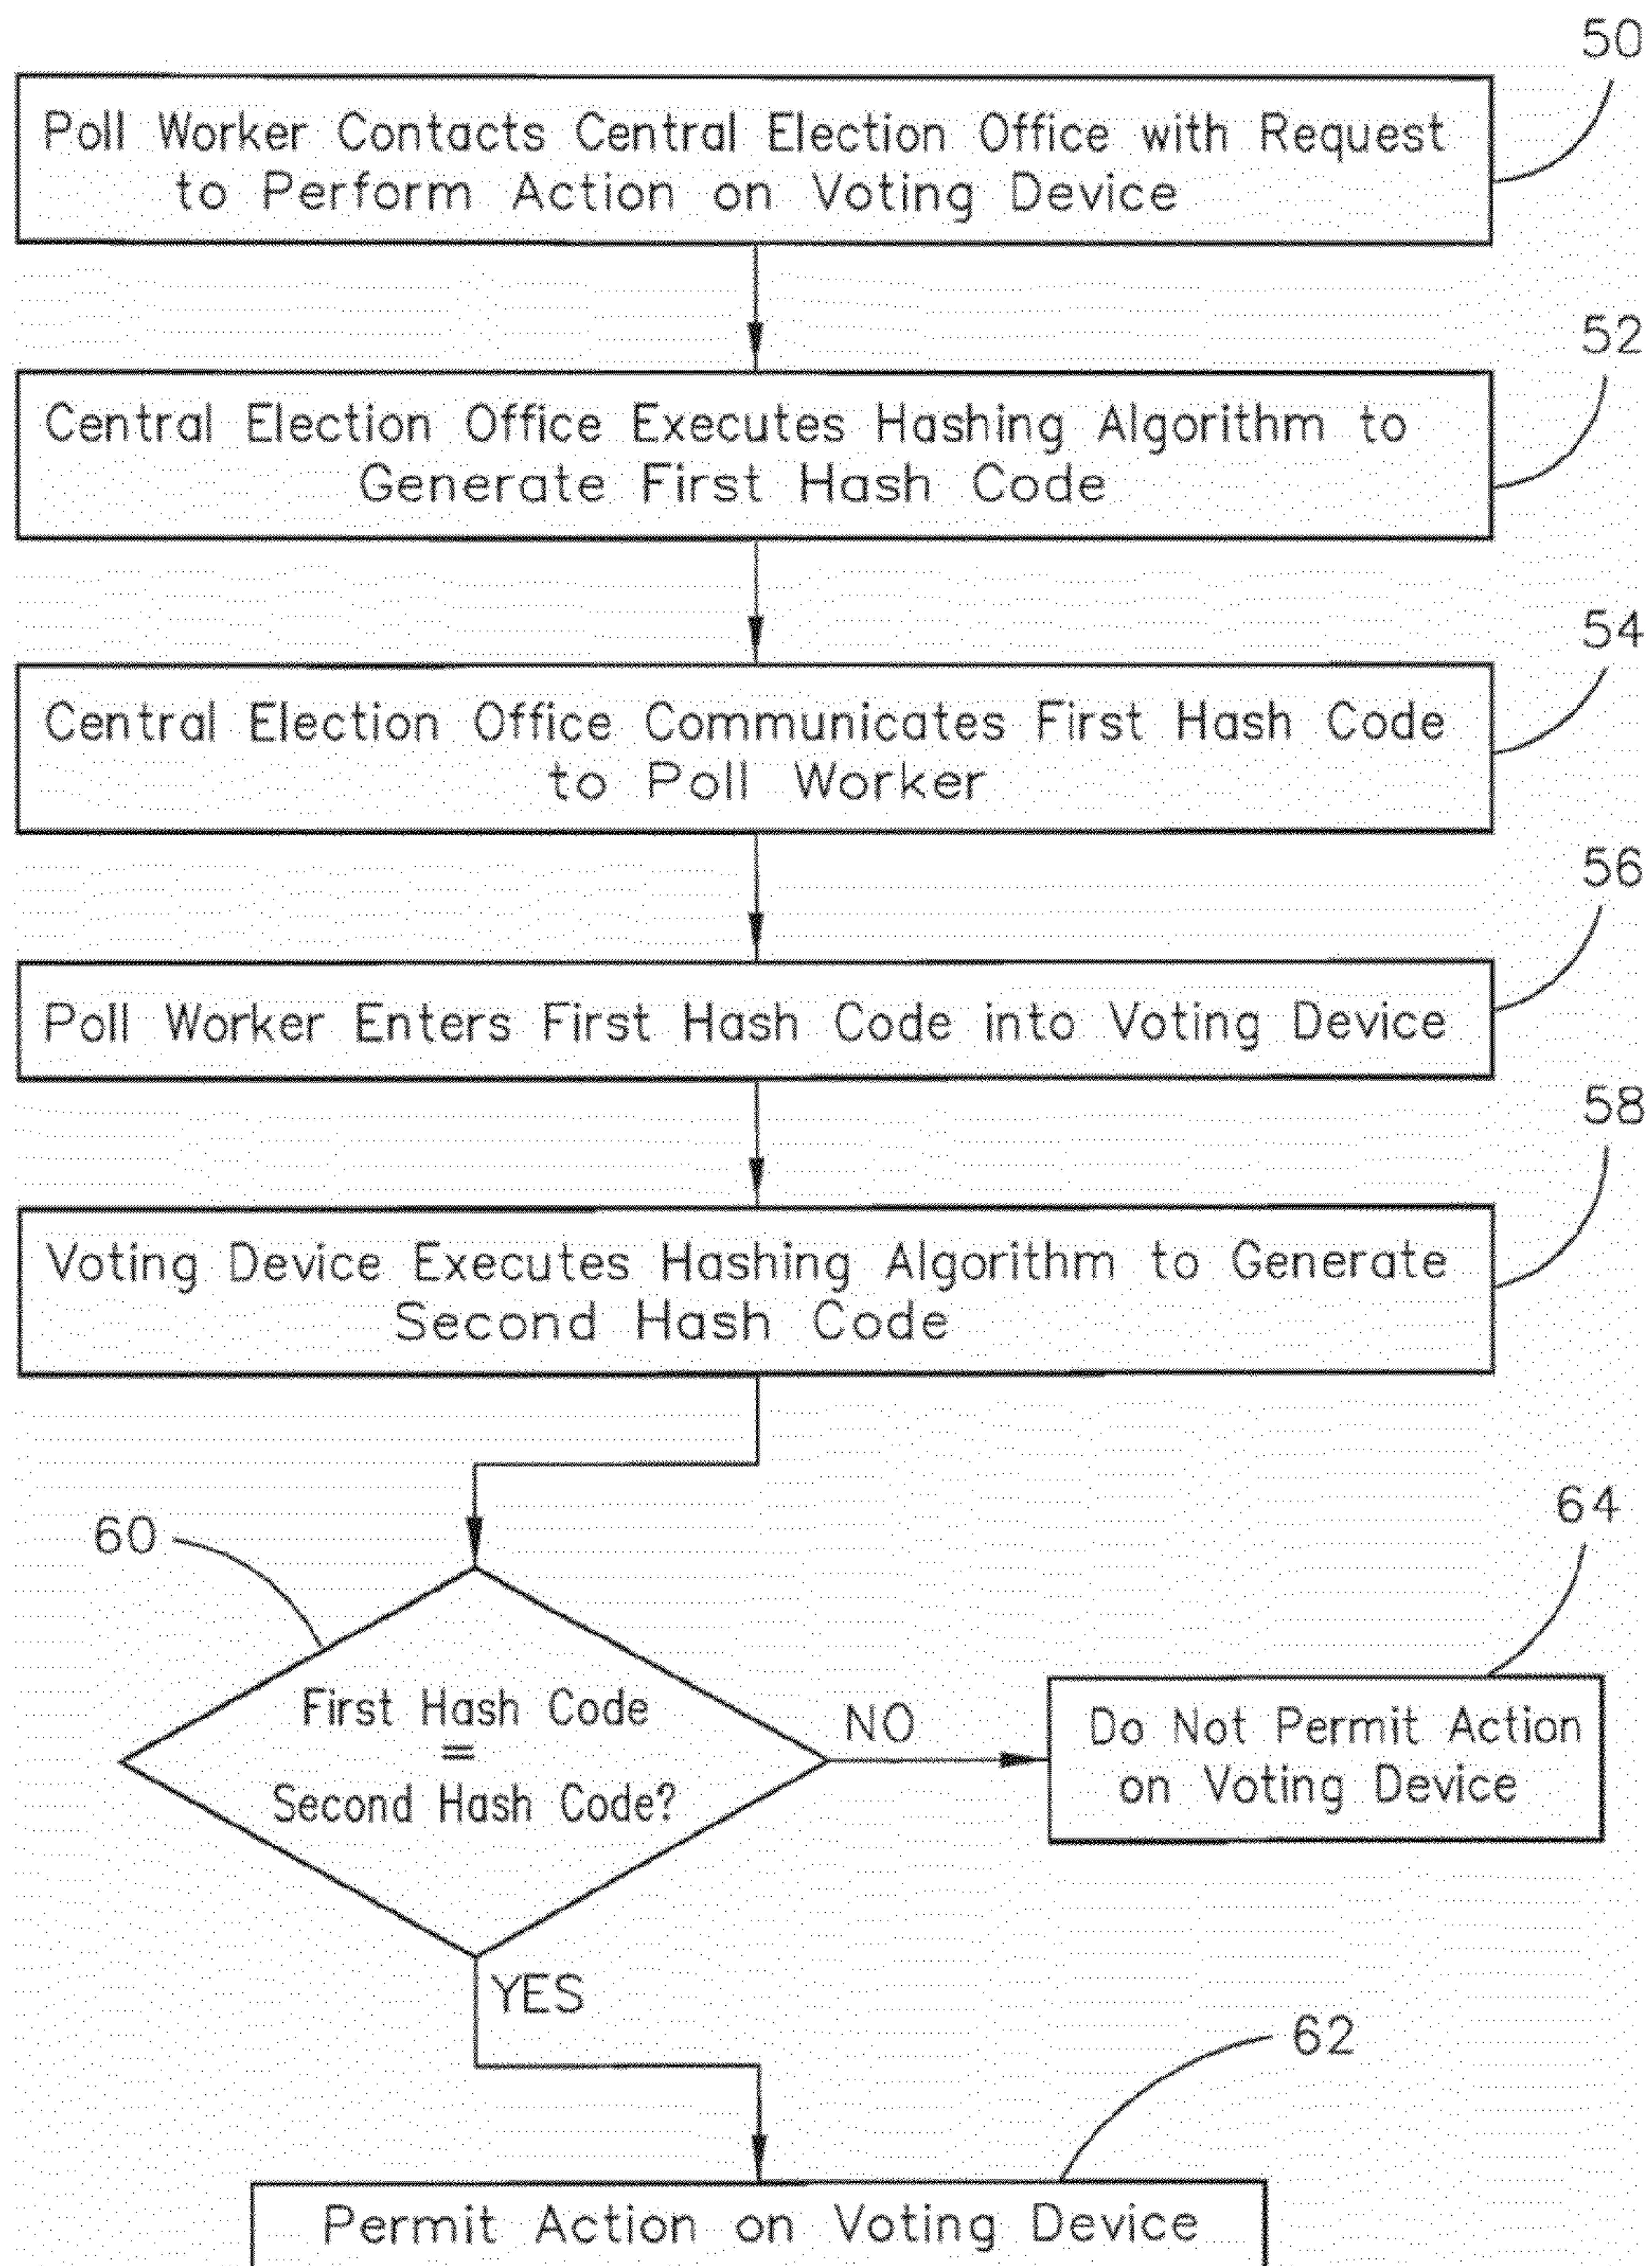 50
Poll Worker Contacts Central Election Office with Request
to Perform Action on Voting Device
52
Central Election Office Executes Hashing Algorithm to
Generate First Hash Code
54
Central Election Office Communicates First Hash Code
to Poll Worker
56
Poll Worker Enters First Hash Code into Voting Device
58
Voting Device Executes Hashing Algorithm to Generate
Second Hash Code
60
First Hash Code
=
Second Hash Code?
NO
64
Do Not Permit Action
on Voting Device
YES
62
Permit Action on Voting Device